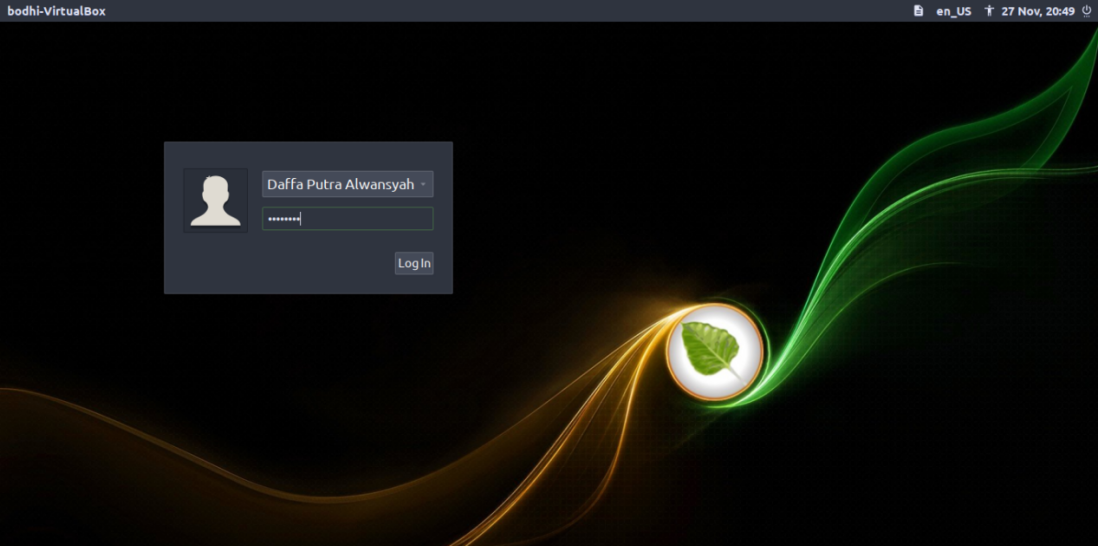 bodhi-VirtualBox
en_US 27 Nov, 20:49
Daffa Putra Alwansyah
••••••••
Log In